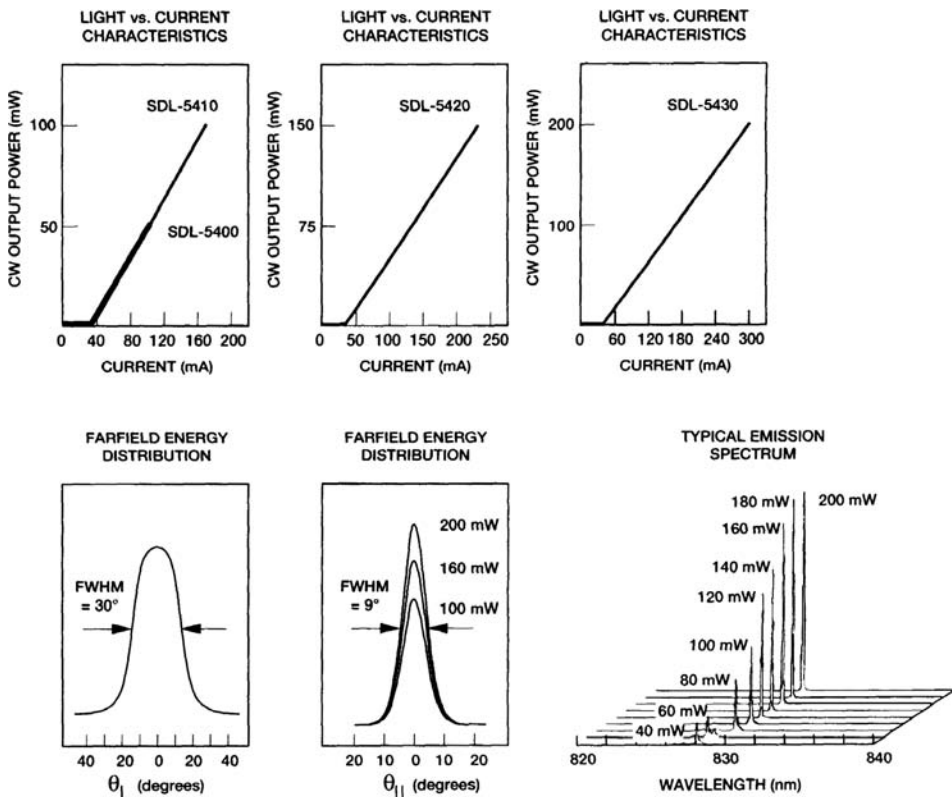 LIGHT vs. CURRENT
CHARACTERISTICS
CW OUTPUT POWER (mW)
100
50
SDL-5410
SDL-5400
0 40 80 120 160 200
CURRENT (mA)
LIGHT vs. CURRENT
CHARACTERISTICS
CW OUTPUT POWER (mW)
150
75
SDL-5420
0 50 100 150 200 250
CURRENT (mA)
LIGHT vs. CURRENT
CHARACTERISTICS
CW OUTPUT POWER (mW)
200
100
SDL-5430
0 60 120 180 240 300
CURRENT (mA)
FARFIELD ENERGY
DISTRIBUTION
FWHM
= 30°
40 20 0 20 40
θ⊥ (degrees)
FARFIELD ENERGY
DISTRIBUTION
200 mW
160 mW
100 mW
FWHM
= 9°
20 10 0 10 20
θ|| (degrees)
TYPICAL EMISSION
SPECTRUM
180 mW
200 mW
160 mW
140 mW
120 mW
100 mW
80 mW
60 mW
40 mW
820 830 840
WAVELENGTH (nm)